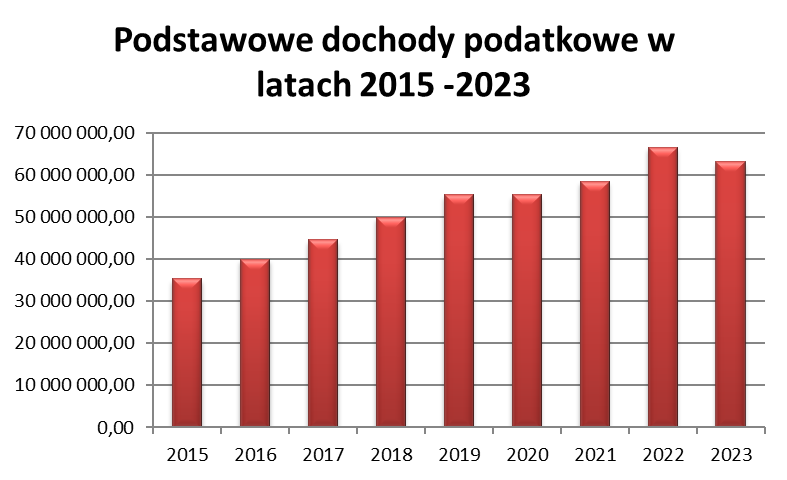 Podstawowe dochody podatkowe w
latach 2015 -2023
70 000 000,00
60 000 000,00
50 000 000,00
40 000 000,00
30 000 000,00
20 000 000,00
10 000 000,00
0,00
2015 2016 2017 2018 2019 2020 2021 2022 2023